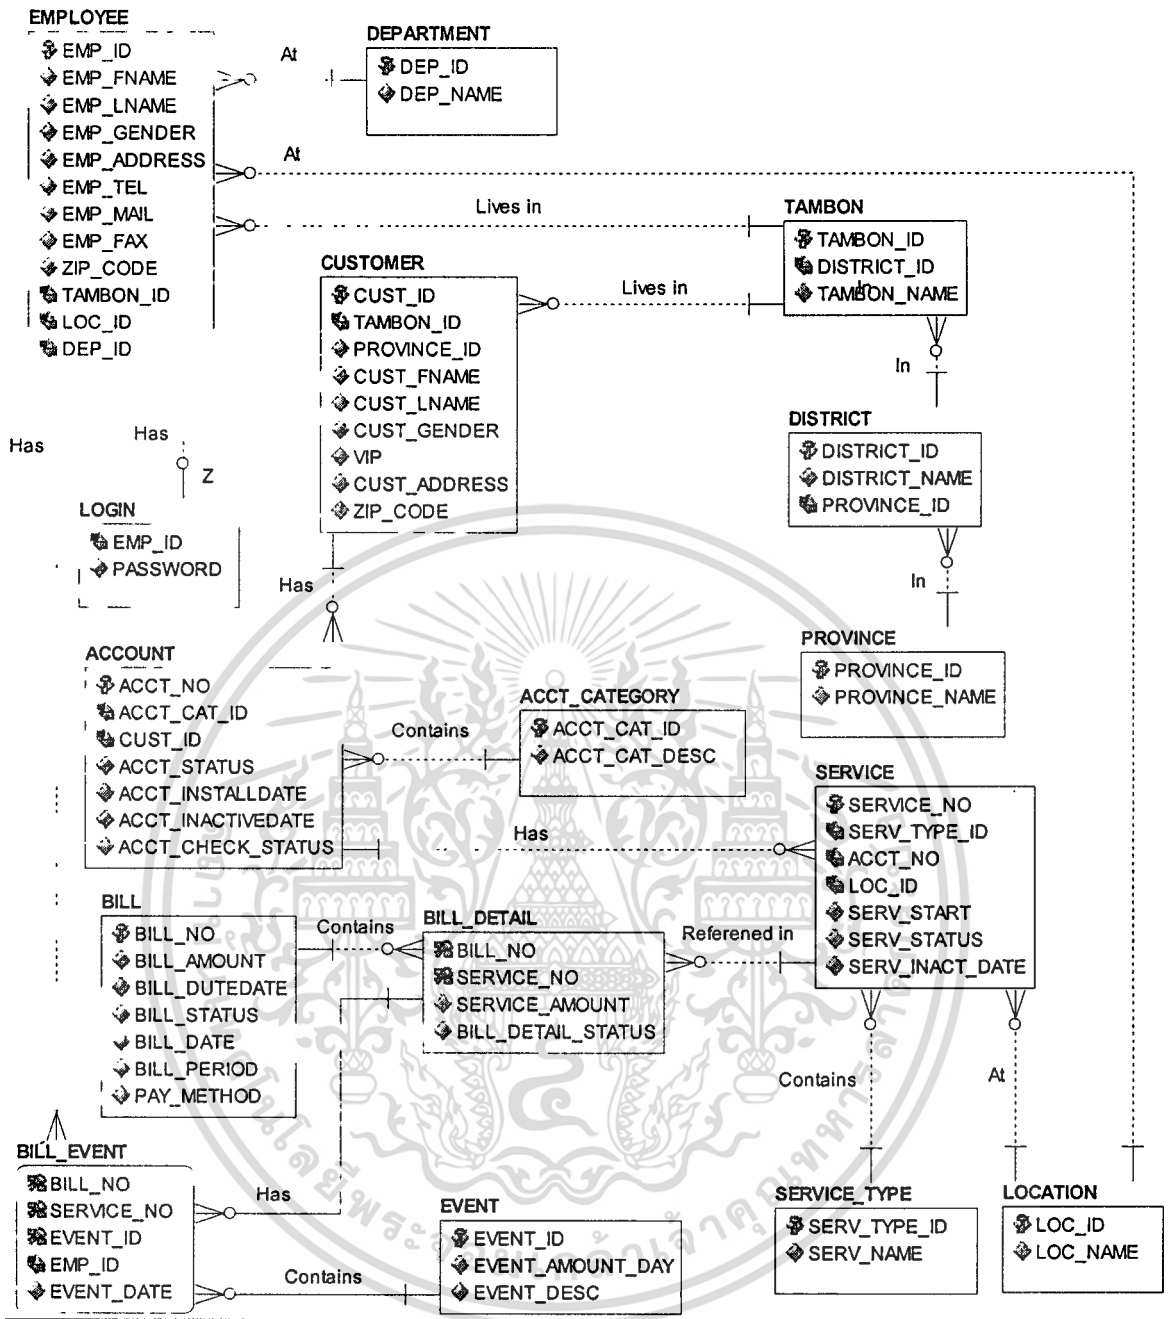 EMPLOYEE
EMP_ID
EMP_FNAME
EMP_LNAME
EMP_GENDER
EMP_ADDRESS
EMP_TEL
EMP_MAIL
EMP_FAX
ZIP_CODE
TAMBON_ID
LOC_ID
DEP_ID
At
DEPARTMENT
DEP_ID
DEP_NAME
At
Lives in
TAMBON
TAMBON_ID
DISTRICT_ID
In
TAMBON_NAME
CUSTOMER
CUST_ID
TAMBON_ID
PROVINCE_ID
CUST_FNAME
CUST_LNAME
CUST_GENDER
VIP
CUST_ADDRESS
ZIP_CODE
Lives in
In
DISTRICT
DISTRICT_ID
DISTRICT_NAME
PROVINCE_ID
In
PROVINCE
PROVINCE_ID
PROVINCE_NAME
Has
Has
Z
LOGIN
EMP_ID
PASSWORD
Has
ACCOUNT
ACCT_NO
ACCT_CAT_ID
CUST_ID
ACCT_STATUS
ACCT_INSTALLDATE
ACCT_INACTIVEDATE
ACCT_CHECK_STATUS
Contains
ACCT_CATEGORY
ACCT_CAT_ID
ACCT_CAT_DESC
Has
SERVICE
SERVICE_NO
SERV_TYPE_ID
ACCT_NO
LOC_ID
SERV_START
SERV_STATUS
SERV_INACT_DATE
BILL
BILL_NO
BILL_AMOUNT
BILL_DUTEDATE
BILL_STATUS
BILL_DATE
BILL_PERIOD
PAY_METHOD
Contains
BILL_DETAIL
BILL_NO
SERVICE_NO
SERVICE_AMOUNT
BILL_DETAIL_STATUS
Referened in
Contains
At
BILL_EVENT
BILL_NO
SERVICE_NO
EVENT_ID
EMP_ID
EVENT_DATE
Has
Contains
EVENT
EVENT_ID
EVENT_AMOUNT_DAY
EVENT_DESC
SERVICE_TYPE
SERV_TYPE_ID
SERV_NAME
LOCATION
LOC_ID
LOC_NAME